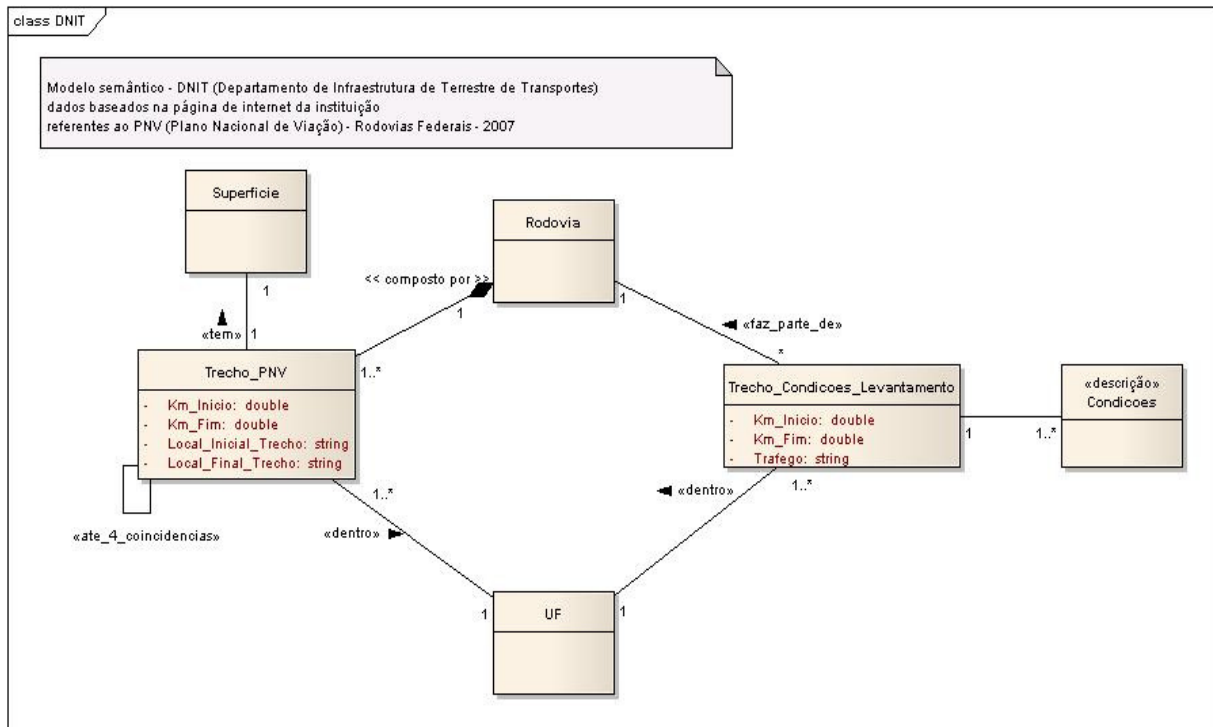 class DNIT
Modelo semântico - DNIT (Departamento de Infraestrutura de Terrestre de Transportes)
dados baseados na página de internet da instituição
referentes ao PNV (Plano Nacional de Viação) - Rodovias Federais - 2007
Superficie
Rodovia
<< composto por >>
1
1
1
«tem»
1
«faz_parte_de»
*
Trecho_PNV
1..*
- Km_Inicio: double
- Km_Fim: double
- Local_Inicial_Trecho: string
- Local_Final_Trecho: string
Trecho_Condicoes_Levantamento
- Km_Inicio: double
- Km_Fim: double
- Trafego: string
«descrição»
Condicoes
1
1..*
1..*
1..*
«dentro»
«ate_4_coincidencias»
«dentro»
UF
1
1